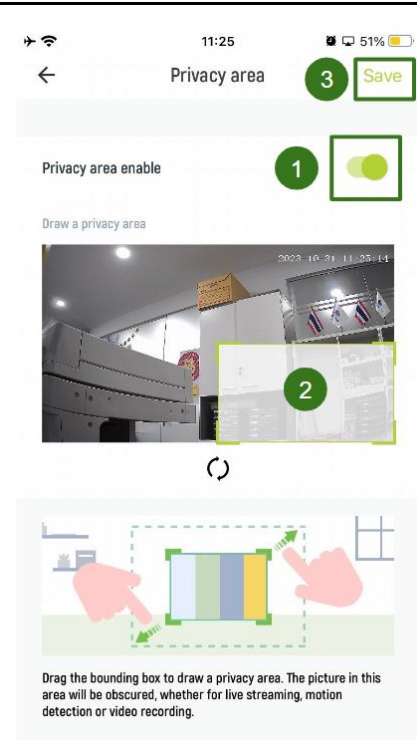 11:25
51%
Privacy area
3
Save
Privacy area enable
1
Draw a privacy area
2023-10-31 11:25:14
2
Drag the bounding box to draw a privacy area. The picture in this
area will be obscured, whether for live streaming, motion
detection or video recording.